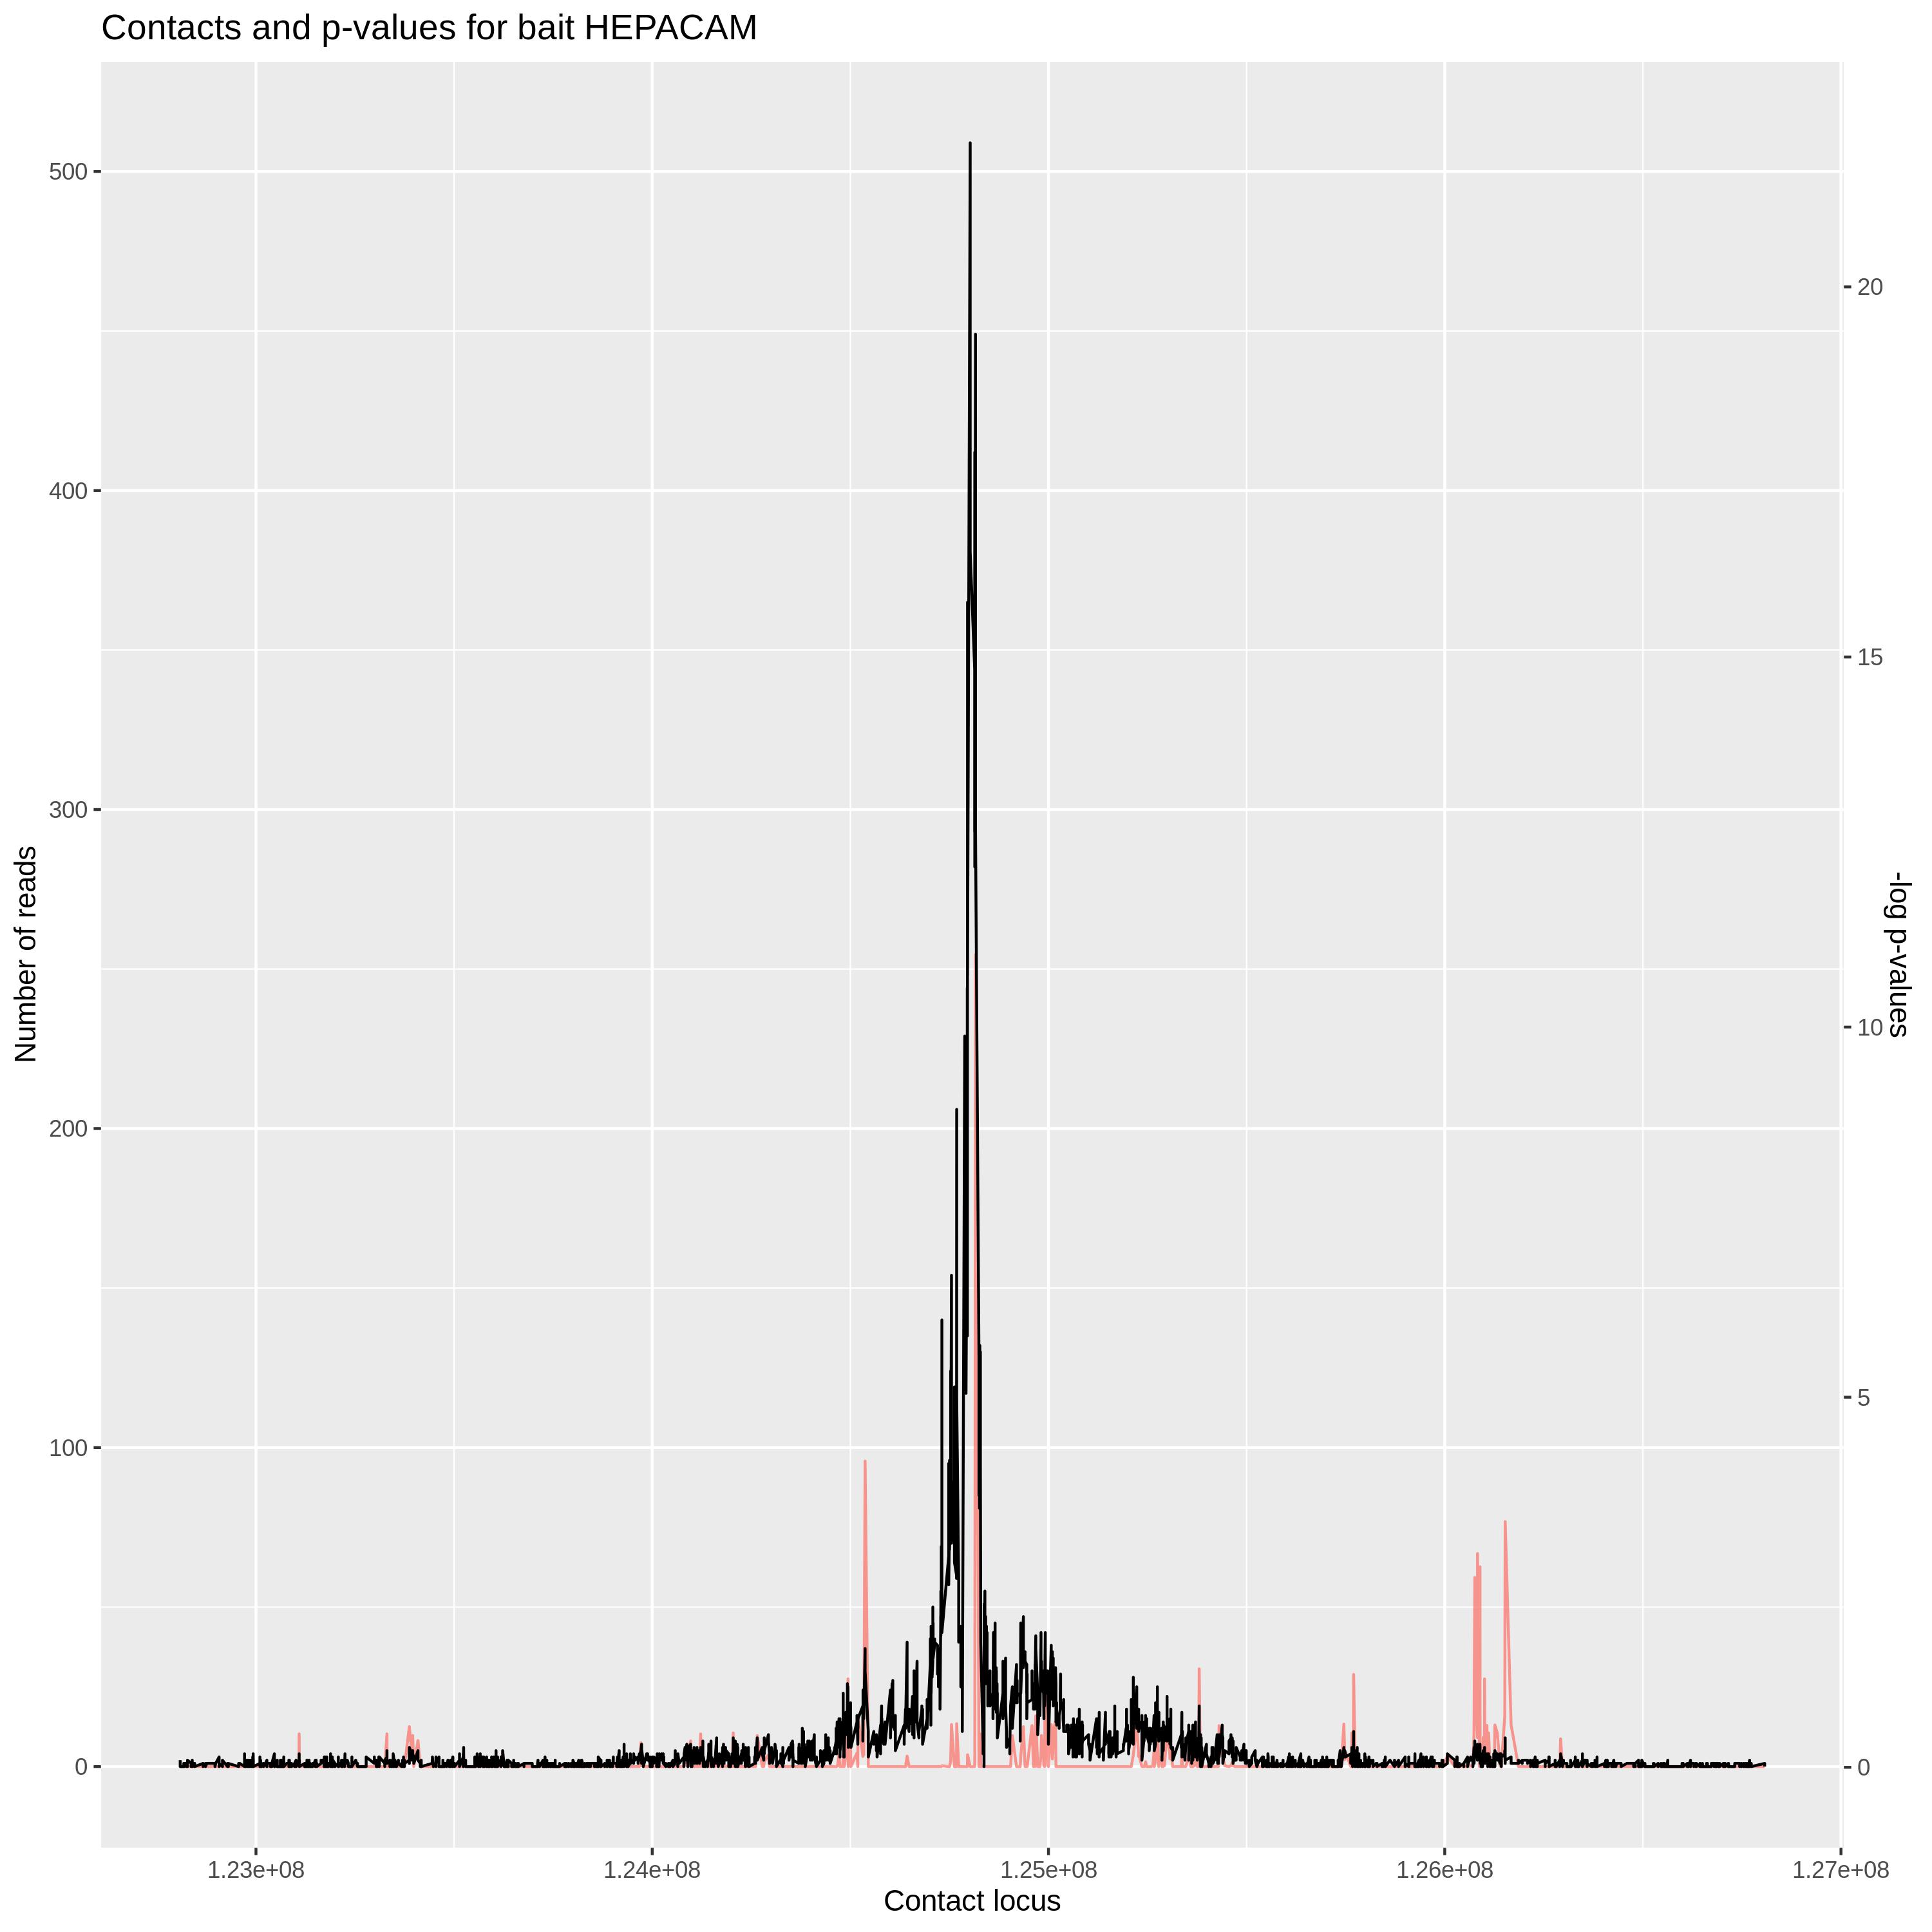 Contacts and p-values for bait HEPACAM
Number of reads
500
400
300
200
100
0
20
15
10
5
0
-log p-values
1.23e+08
1.24e+08
1.25e+08
1.26e+08
1.27e+08
Contact locus